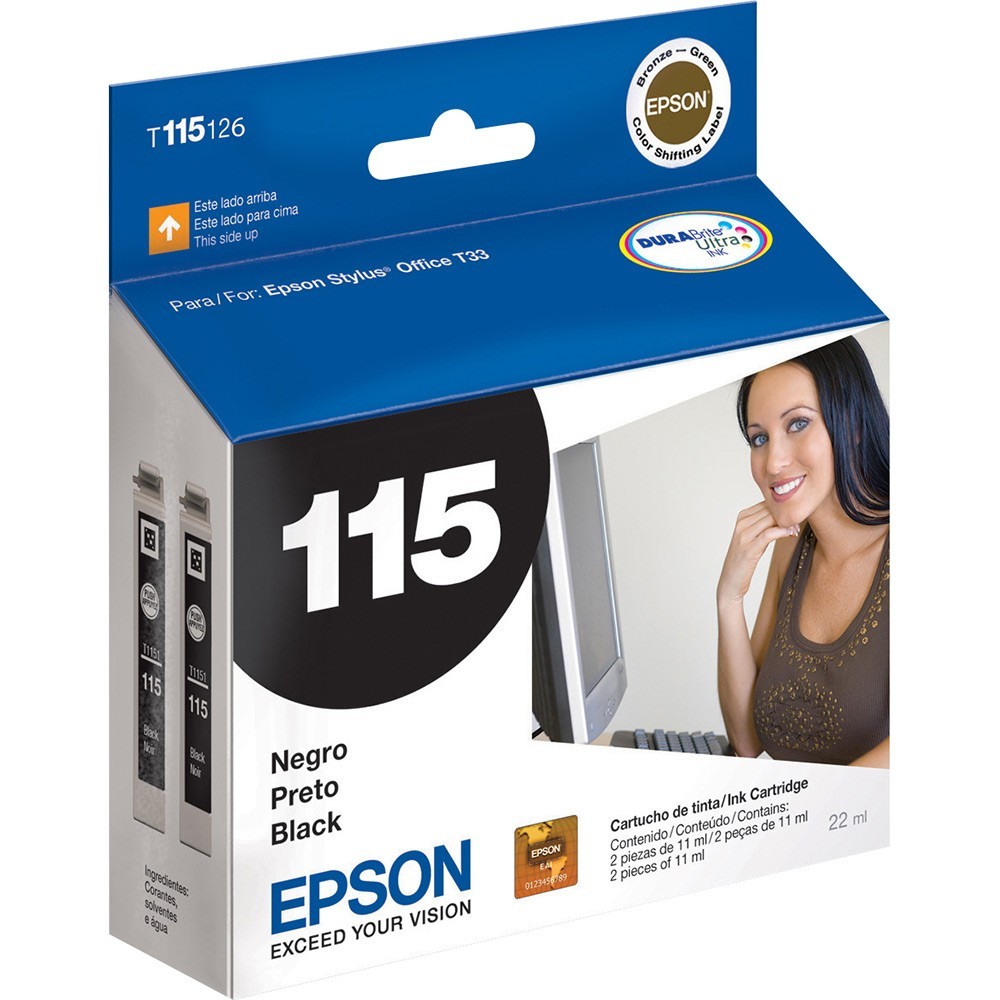 T115126
Bronze — Green
EPSON
Color Shifting Label
Este lado arriba
Este lado para cima
This side up
DURABrite®
Ultra
INK
Para / For: Epson Stylus® Office T33
115
T1151
115
Black
Noir
T1151
115
Black
Noir
Negro
Preto
Black
EPSON
EXCEED YOUR VISION
EPSON
0123456789
Cartucho de tinta/Ink Cartridge
Contenido/Conteúdo/Contains:
2 piezas de 11 ml/2 peças de 11 ml
2 pieces of 11 ml
22 ml
Ingredientes:
Corantes,
solventes
e água